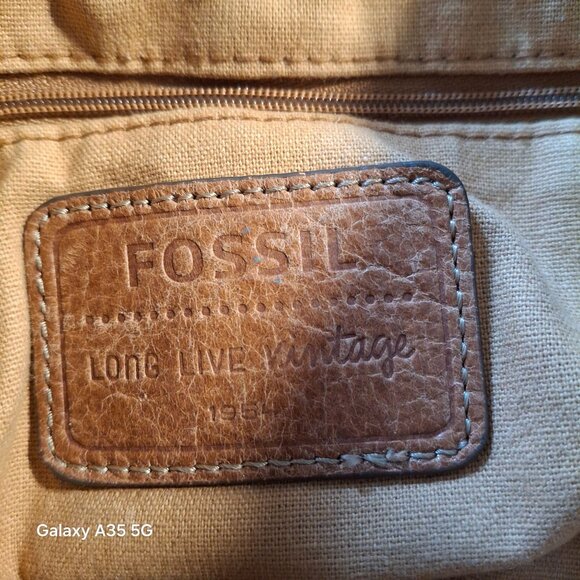 FOSSIL
LONG LIVE vintage
1954
Galaxy A35 5G